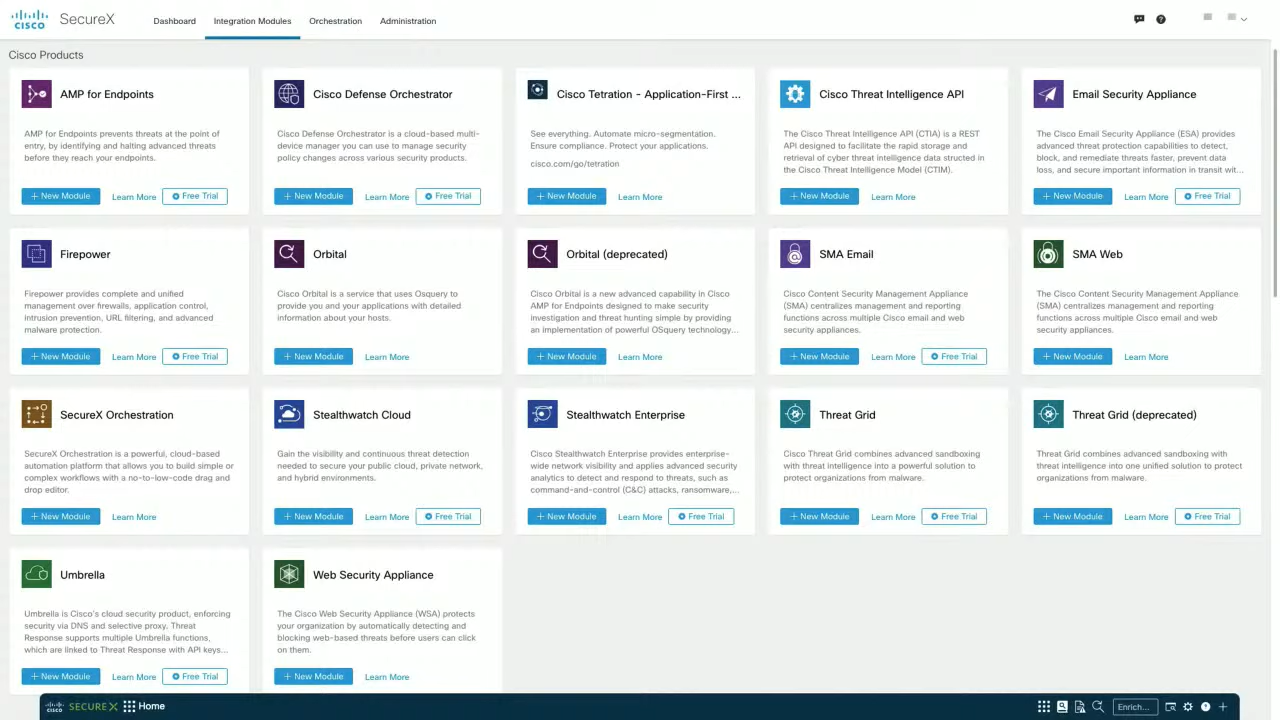 CISCO SecureX Dashboard Integration Modules Orchestration Administration
Cisco Products
AMP for Endpoints
AMP for Endpoints prevents threats at the point of
entry, by identifying and halting advanced threats
before they reach your endpoints.
+ New Module Learn More Free Trial
Cisco Defense Orchestrator
Cisco Defense Orchestrator is a cloud-based multi-
device manager you can use to manage security
policy changes across various security products.
+ New Module Learn More Free Trial
Cisco Tetration - Application-First ...
See everything. Automate micro-segmentation.
Ensure compliance. Protect your applications.
cisco.com/go/tetration
+ New Module Learn More
Cisco Threat Intelligence API
The Cisco Threat Intelligence API (CTIA) is a REST
API designed to facilitate the rapid storage and
retrieval of cyber threat intelligence data structed in
the Cisco Threat Intelligence Model (CTIM).
+ New Module Learn More
Email Security Appliance
The Cisco Email Security Appliance (ESA) provides
advanced threat protection capabilities to detect,
block, and remediate threats faster, prevent data
loss, and secure important information in transit wit...
+ New Module Learn More Free Trial
Firepower
Firepower provides complete and unified
management over firewalls, application control,
intrusion prevention, URL filtering, and advanced
malware protection.
+ New Module Learn More Free Trial
Orbital
Cisco Orbital is a service that uses Osquery to
provide you and your applications with detailed
information about your hosts.
+ New Module Learn More
Orbital (deprecated)
Cisco Orbital is a new advanced capability in Cisco
AMP for Endpoints designed to make security
investigation and threat hunting simple by providing
an implementation of powerful OSquery technology...
+ New Module Learn More
SMA Email
Cisco Content Security Management Appliance
(SMA) centralizes management and reporting
functions across multiple Cisco email and web
security appliances.
+ New Module Learn More Free Trial
SMA Web
The Cisco Content Security Management Appliance
(SMA) centralizes management and reporting
functions across multiple Cisco email and web
security appliances.
+ New Module Learn More
SecureX Orchestration
SecureX Orchestration is a powerful, cloud-based
automation platform that allows you to build simple or
complex workflows with a no-to-low-code drag and
drop editor.
+ New Module Learn More
Stealthwatch Cloud
Gain the visibility and continuous threat detection
needed to secure your public cloud, private network,
and hybrid environments.
+ New Module Learn More Free Trial
Stealthwatch Enterprise
Cisco Stealthwatch Enterprise provides enterprise-
wide network visibility and applies advanced security
analytics to detect and respond to threats, such as
command-and-control (C&C) attacks, ransomware,...
+ New Module Learn More Free Trial
Threat Grid
Cisco Threat Grid combines advanced sandboxing
with threat intelligence into a powerful solution to
protect organizations from malware.
+ New Module Learn More Free Trial
Threat Grid (deprecated)
Threat Grid combines advanced sandboxing with
threat intelligence into one unified solution to protect
organizations from malware.
+ New Module Learn More Free Trial
Umbrella
Umbrella is Cisco's cloud security product, enforcing
security via DNS and selective proxy. Threat
Response supports multiple Umbrella functions,
which are linked to Threat Response with API keys...
+ New Module Learn More Free Trial
Web Security Appliance
The Cisco Web Security Appliance (WSA) protects
your organization by automatically detecting and
blocking web-based threats before users can click
on them.
+ New Module Learn More
CISCO SECUREX Home Enrich...